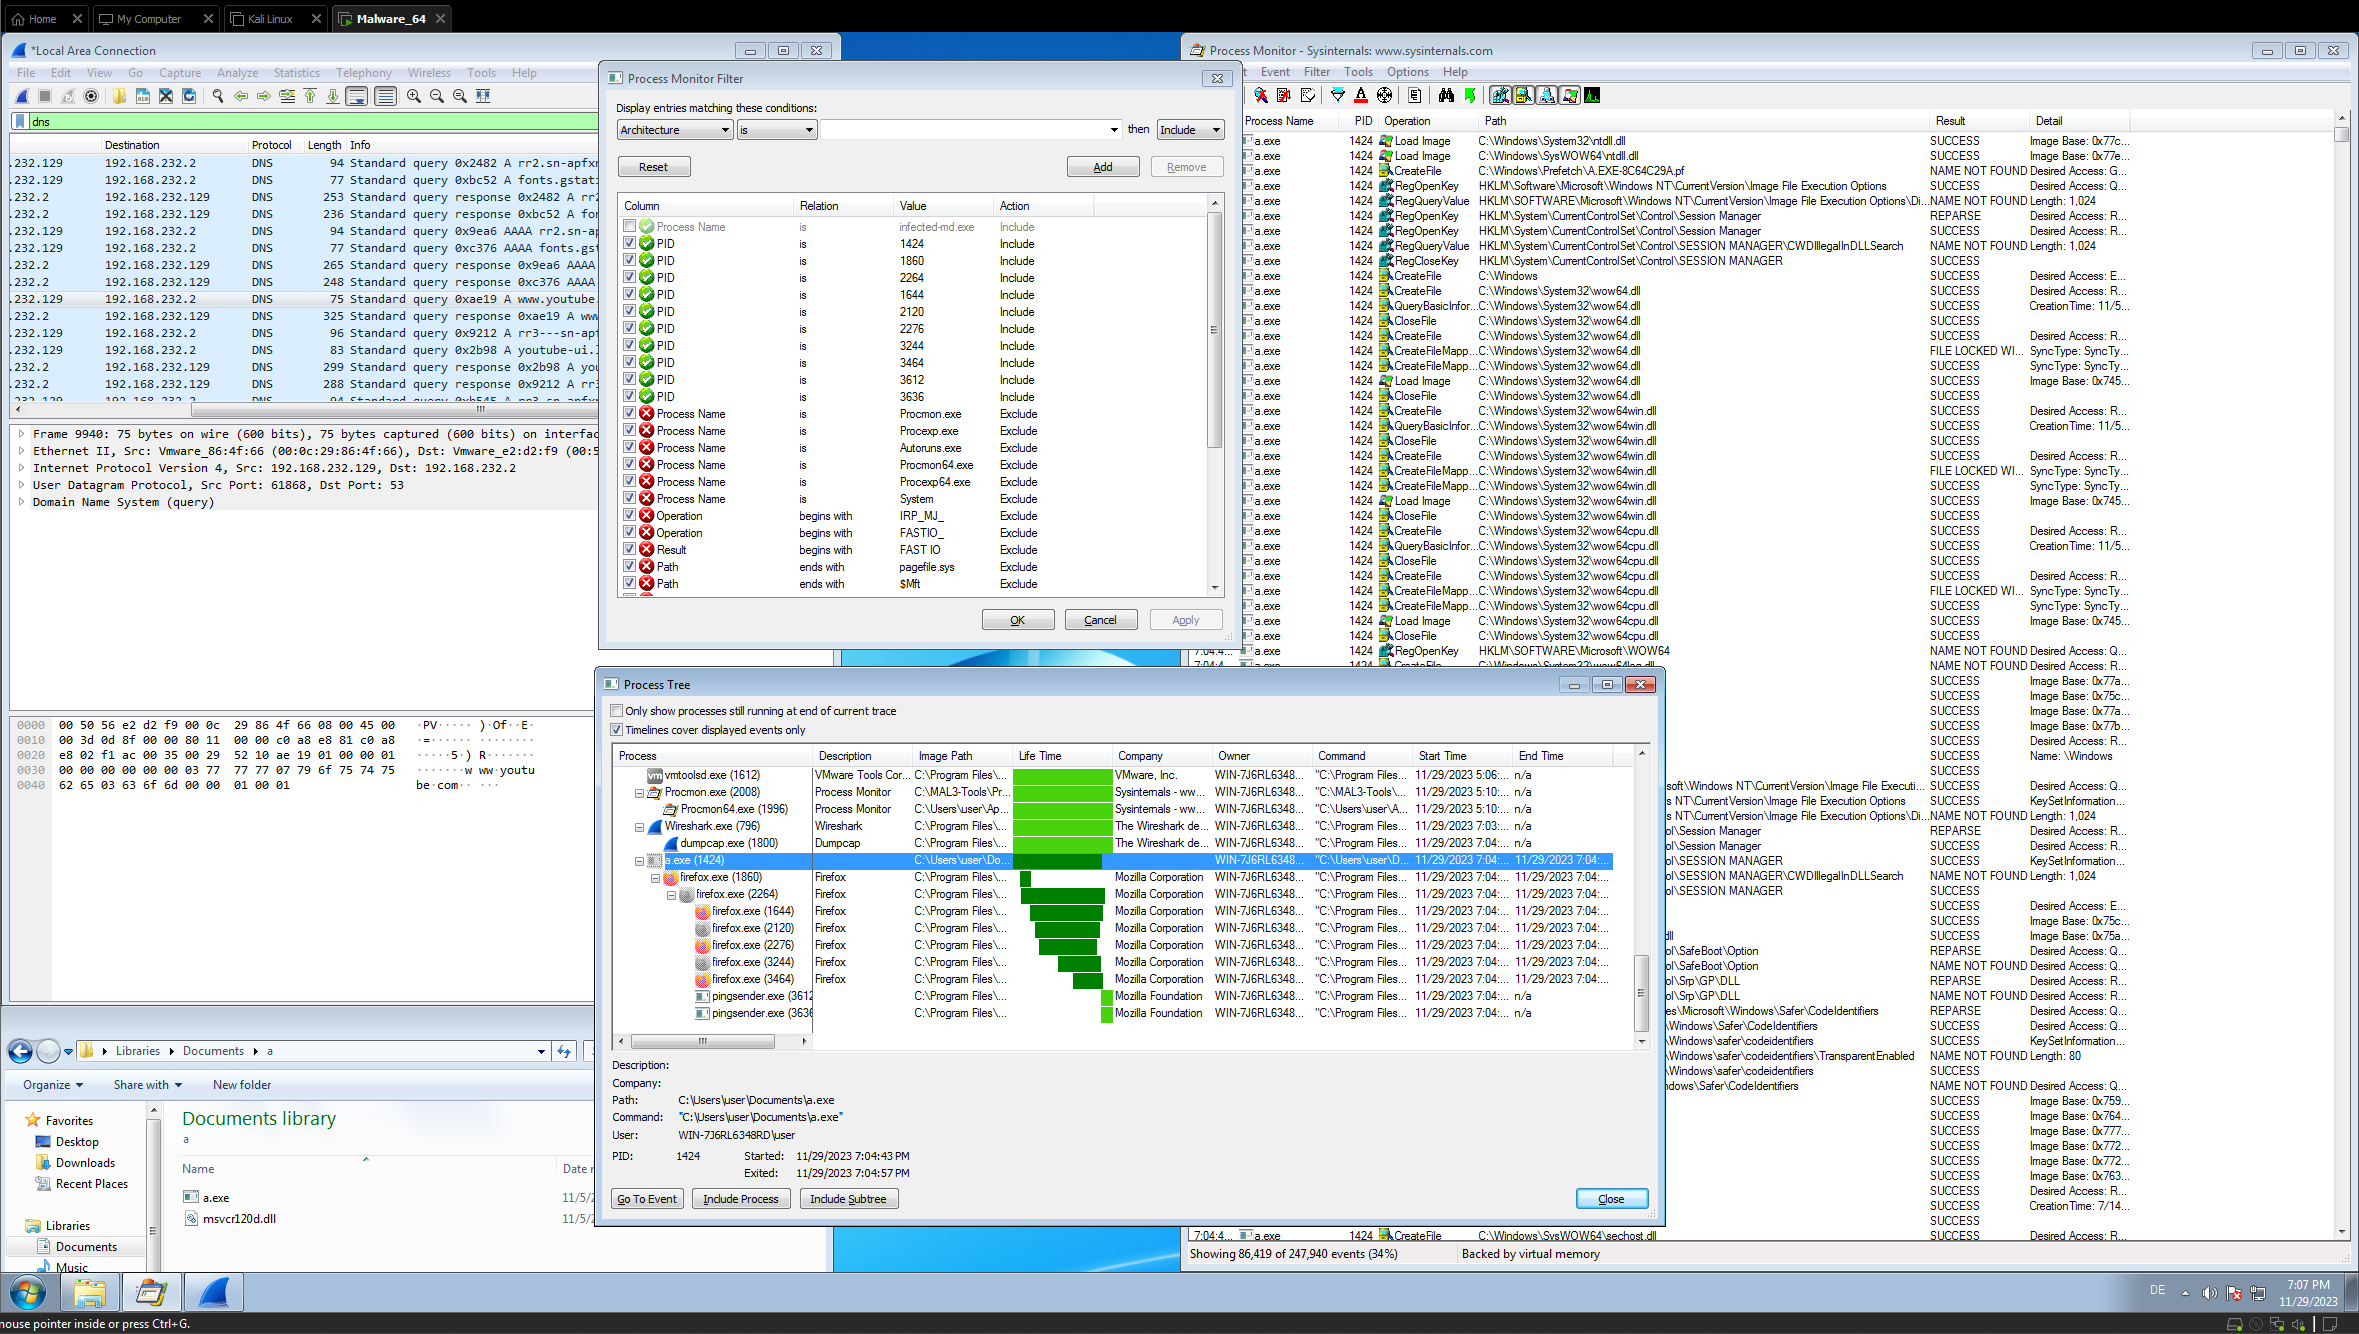 Home
My Computer
Kali Linux
Malware_64
*Local Area Connection
File Edit View Go Capture Analyze Statistics Telephony Wireless Tools Help
dns
Destination Protocol Length Info
.232.129 192.168.232.2 DNS 94 Standard query 0x2482 A rr2.sn-apfxr
.232.129 192.168.232.2 DNS 77 Standard query 0xbc52 A fonts.gstati
.232.2 192.168.232.129 DNS 253 Standard query response 0x2482 A rr2
.232.2 192.168.232.129 DNS 236 Standard query response 0xbc52 A fon
.232.129 192.168.232.2 DNS 94 Standard query 0x9ea6 AAAA rr2.sn-ap
.232.129 192.168.232.2 DNS 77 Standard query 0xc376 AAAA fonts.gst
.232.2 192.168.232.129 DNS 265 Standard query response 0x9ea6 AAAA
.232.2 192.168.232.129 DNS 248 Standard query response 0xc376 AAAA
.232.129 192.168.232.2 DNS 75 Standard query 0xae19 A www.youtube.
.232.2 192.168.232.129 DNS 325 Standard query response 0xae19 A www
.232.129 192.168.232.2 DNS 96 Standard query 0x9212 A rr3---sn-apf
.232.129 192.168.232.2 DNS 83 Standard query 0x2b98 A youtube-ui.
.232.2 192.168.232.129 DNS 299 Standard query response 0x2b98 A you
.232.2 192.168.232.129 DNS 288 Standard query response 0x9212 A rr3
Frame 9940: 75 bytes on wire (600 bits), 75 bytes captured (600 bits) on interfac
Ethernet II, Src: Vmware_86:4f:66 (00:0c:29:86:4f:66), Dst: Vmware_e2:d2:f9 (00:5
Internet Protocol Version 4, Src: 192.168.232.129, Dst: 192.168.232.2
User Datagram Protocol, Src Port: 61868, Dst Port: 53
Domain Name System (query)
0000 00 50 56 e2 d2 f9 00 0c 29 86 4f 66 08 00 45 00 ·PV····· )·Of··E·
0010 00 3d 0d 8f 00 00 80 11 00 00 c0 a8 e8 81 c0 a8 ·=······ ········
0020 e8 02 f1 ac 00 35 00 29 52 10 ae 19 01 00 00 01 ·····5·) R·······
0030 00 00 00 00 00 00 03 77 77 77 07 79 6f 75 74 75 ·······w ww·youtu
0040 62 65 03 63 6f 6d 00 00 01 00 01 be·com·· ···
Libraries Documents a
Organize Share with New folder
Favorites
Desktop
Downloads
Recent Places
Libraries
Documents
Music
Documents library
a
Name Date
a.exe 11/5/
msvcr120d.dll 11/5/
Process Monitor Filter
Display entries matching these conditions:
Architecture is then Include
Reset Add Remove
Column Relation Value Action
Process Name is infected-md.exe Include
PID is 1424 Include
PID is 1860 Include
PID is 2264 Include
PID is 1644 Include
PID is 2120 Include
PID is 2276 Include
PID is 3244 Include
PID is 3464 Include
PID is 3612 Include
PID is 3636 Include
Process Name is Procmon.exe Exclude
Process Name is Procexp.exe Exclude
Process Name is Autoruns.exe Exclude
Process Name is Procmon64.exe Exclude
Process Name is Procexp64.exe Exclude
Process Name is System Exclude
Operation begins with IRP_MJ_ Exclude
Operation begins with FASTIO_ Exclude
Result begins with FAST IO Exclude
Path ends with pagefile.sys Exclude
Path ends with $Mft Exclude
OK Cancel Apply
Process Monitor - Sysinternals: www.sysinternals.com
t Event Filter Tools Options Help
Process Name PID Operation Path Result Detail
a.exe 1424 Load Image C:\Windows\System32\ntdll.dll SUCCESS Image Base: 0x77c...
a.exe 1424 Load Image C:\Windows\SysWOW64\ntdll.dll SUCCESS Image Base: 0x77e...
a.exe 1424 CreateFile C:\Windows\Prefetch\A.EXE-8C64C29A.pf NAME NOT FOUND Desired Access: G...
a.exe 1424 RegOpenKey HKLM\Software\Microsoft\Windows NT\CurrentVersion\Image File Execution Options SUCCESS Desired Access: Q...
a.exe 1424 RegQueryValue HKLM\SOFTWARE\Microsoft\Windows NT\CurrentVersion\Image File Execution Options\Di... NAME NOT FOUND Length: 1,024
a.exe 1424 RegOpenKey HKLM\System\CurrentControlSet\Control\Session Manager REPARSE Desired Access: R...
a.exe 1424 RegOpenKey HKLM\System\CurrentControlSet\Control\Session Manager SUCCESS Desired Access: R...
a.exe 1424 RegQueryValue HKLM\System\CurrentControlSet\Control\SESSION MANAGER\CWDIllegalInDLLSearch NAME NOT FOUND Length: 1,024
a.exe 1424 RegCloseKey HKLM\System\CurrentControlSet\Control\SESSION MANAGER SUCCESS
a.exe 1424 CreateFile C:\Windows SUCCESS Desired Access: E...
a.exe 1424 CreateFile C:\Windows\System32\wow64.dll SUCCESS Desired Access: R...
a.exe 1424 QueryBasicInfor... C:\Windows\System32\wow64.dll SUCCESS CreationTime: 11/5...
a.exe 1424 CloseFile C:\Windows\System32\wow64.dll SUCCESS
a.exe 1424 CreateFile C:\Windows\System32\wow64.dll SUCCESS Desired Access: R...
a.exe 1424 CreateFileMapp... C:\Windows\System32\wow64.dll FILE LOCKED WI... SyncType: SyncTy...
a.exe 1424 CreateFileMapp... C:\Windows\System32\wow64.dll SUCCESS SyncType: SyncTy...
a.exe 1424 Load Image C:\Windows\System32\wow64.dll SUCCESS Image Base: 0x745...
a.exe 1424 CloseFile C:\Windows\System32\wow64.dll SUCCESS
a.exe 1424 CreateFile C:\Windows\System32\wow64win.dll SUCCESS Desired Access: R...
a.exe 1424 QueryBasicInfor... C:\Windows\System32\wow64win.dll SUCCESS CreationTime: 11/5...
a.exe 1424 CloseFile C:\Windows\System32\wow64win.dll SUCCESS
a.exe 1424 CreateFile C:\Windows\System32\wow64win.dll SUCCESS Desired Access: R...
a.exe 1424 CreateFileMapp... C:\Windows\System32\wow64win.dll FILE LOCKED WI... SyncType: SyncTy...
a.exe 1424 CreateFileMapp... C:\Windows\System32\wow64win.dll SUCCESS SyncType: SyncTy...
a.exe 1424 Load Image C:\Windows\System32\wow64win.dll SUCCESS Image Base: 0x745...
a.exe 1424 CloseFile C:\Windows\System32\wow64win.dll SUCCESS
a.exe 1424 CreateFile C:\Windows\System32\wow64cpu.dll SUCCESS Desired Access: R...
a.exe 1424 QueryBasicInfor... C:\Windows\System32\wow64cpu.dll SUCCESS CreationTime: 11/5...
a.exe 1424 CloseFile C:\Windows\System32\wow64cpu.dll SUCCESS
a.exe 1424 CreateFile C:\Windows\System32\wow64cpu.dll SUCCESS Desired Access: R...
a.exe 1424 CreateFileMapp... C:\Windows\System32\wow64cpu.dll FILE LOCKED WI... SyncType: SyncTy...
a.exe 1424 CreateFileMapp... C:\Windows\System32\wow64cpu.dll SUCCESS SyncType: SyncTy...
a.exe 1424 Load Image C:\Windows\System32\wow64cpu.dll SUCCESS Image Base: 0x745...
a.exe 1424 CloseFile C:\Windows\System32\wow64cpu.dll SUCCESS
7:04:4... a.exe 1424 RegOpenKey HKLM\SOFTWARE\Microsoft\WOW64 NAME NOT FOUND Desired Access: Q...
7:04:4... a.exe 1424 CreateFile C:\Windows\System32\wow64log.dll NAME NOT FOUND Desired Access: R...
SUCCESS Image Base: 0x77a...
SUCCESS Image Base: 0x75c...
SUCCESS Image Base: 0x77a...
SUCCESS Image Base: 0x77b...
SUCCESS Desired Access: E...
SUCCESS Name: \Windows
SUCCESS
soft\Windows NT\CurrentVersion\Image File Executi... SUCCESS Desired Access: Q...
s NT\CurrentVersion\Image File Execution Options SUCCESS KeySetInformation...
s NT\CurrentVersion\Image File Execution Options\Di... NAME NOT FOUND Length: 1,024
ol\Session Manager REPARSE Desired Access: R...
ol\Session Manager SUCCESS Desired Access: R...
ol\SESSION MANAGER SUCCESS KeySetInformation...
ol\SESSION MANAGER\CWDIllegalInDLLSearch NAME NOT FOUND Length: 1,024
ol\SESSION MANAGER SUCCESS
SUCCESS Desired Access: E...
SUCCESS Image Base: 0x75c...
dll SUCCESS Image Base: 0x75a...
ol\SafeBoot\Option REPARSE Desired Access: Q...
ol\SafeBoot\Option NAME NOT FOUND Desired Access: Q...
ol\Srp\GP\DLL REPARSE Desired Access: R...
ol\Srp\GP\DLL NAME NOT FOUND Desired Access: R...
es\Microsoft\Windows\Safer\CodeIdentifiers REPARSE Desired Access: Q...
Windows\Safer\CodeIdentifiers SUCCESS Desired Access: Q...
Windows\safer\codeidentifiers SUCCESS KeySetInformation...
Windows\safer\codeidentifiers\TransparentEnabled NAME NOT FOUND Length: 80
Windows\safer\codeidentifiers SUCCESS
ndows\Safer\CodeIdentifiers NAME NOT FOUND Desired Access: Q...
SUCCESS Image Base: 0x759...
SUCCESS Image Base: 0x764...
SUCCESS Image Base: 0x777...
SUCCESS Image Base: 0x772...
SUCCESS Image Base: 0x772...
SUCCESS Image Base: 0x763...
SUCCESS Desired Access: R...
SUCCESS CreationTime: 7/14...
SUCCESS
7:04:4... a.exe 1424 CreateFile C:\Windows\SysWOW64\sechost.dll SUCCESS Desired Access: R...
Showing 86,419 of 247,940 events (34%) Backed by virtual memory
Process Tree
Only show processes still running at end of current trace
Timelines cover displayed events only
Process Description Image Path Life Time Company Owner Command Start Time End Time
vmtoolsd.exe (1612) VMware Tools Cor... C:\Program Files\... VMware, Inc. WIN-7J6RL6348... "C:\Program Files... 11/29/2023 5:06:... n/a
Procmon.exe (2008) Process Monitor C:\MAL3-Tools\Pr... Sysinternals - ww... WIN-7J6RL6348... "C:\MAL3-Tools\... 11/29/2023 5:10:... n/a
Procmon64.exe (1996) Process Monitor C:\Users\user\Ap... Sysinternals - ww... WIN-7J6RL6348... "C:\Users\user\A... 11/29/2023 5:10:... n/a
Wireshark.exe (796) Wireshark C:\Program Files\... The Wireshark de... WIN-7J6RL6348... "C:\Program Files... 11/29/2023 7:03:... n/a
dumpcap.exe (1800) Dumpcap C:\Program Files\... The Wireshark de... WIN-7J6RL6348... "C:\Program Files... 11/29/2023 7:04:... n/a
a.exe (1424) C:\Users\user\Do... WIN-7J6RL6348... "C:\Users\user\D... 11/29/2023 7:04:... 11/29/2023 7:04:...
firefox.exe (1860) Firefox C:\Program Files\... Mozilla Corporation WIN-7J6RL6348... "C:\Program Files... 11/29/2023 7:04:... 11/29/2023 7:04:...
firefox.exe (2264) Firefox C:\Program Files\... Mozilla Corporation WIN-7J6RL6348... "C:\Program Files... 11/29/2023 7:04:... 11/29/2023 7:04:...
firefox.exe (1644) Firefox C:\Program Files\... Mozilla Corporation WIN-7J6RL6348... "C:\Program Files... 11/29/2023 7:04:... 11/29/2023 7:04:...
firefox.exe (2120) Firefox C:\Program Files\... Mozilla Corporation WIN-7J6RL6348... "C:\Program Files... 11/29/2023 7:04:... 11/29/2023 7:04:...
firefox.exe (2276) Firefox C:\Program Files\... Mozilla Corporation WIN-7J6RL6348... "C:\Program Files... 11/29/2023 7:04:... 11/29/2023 7:04:...
firefox.exe (3244) Firefox C:\Program Files\... Mozilla Corporation WIN-7J6RL6348... "C:\Program Files... 11/29/2023 7:04:... 11/29/2023 7:04:...
firefox.exe (3464) Firefox C:\Program Files\... Mozilla Corporation WIN-7J6RL6348... "C:\Program Files... 11/29/2023 7:04:... 11/29/2023 7:04:...
pingsender.exe (3612 C:\Program Files\... Mozilla Foundation WIN-7J6RL6348... "C:\Program Files... 11/29/2023 7:04:... n/a
pingsender.exe (3636 C:\Program Files\... Mozilla Foundation WIN-7J6RL6348... "C:\Program Files... 11/29/2023 7:04:... n/a
Description:
Company:
Path: C:\Users\user\Documents\a.exe
Command: "C:\Users\user\Documents\a.exe"
User: WIN-7J6RL6348RD\user
PID: 1424 Started: 11/29/2023 7:04:43 PM
Exited: 11/29/2023 7:04:57 PM
Go To Event Include Process Include Subtree Close
DE
7:07 PM
11/29/2023
nouse pointer inside or press Ctrl+G.